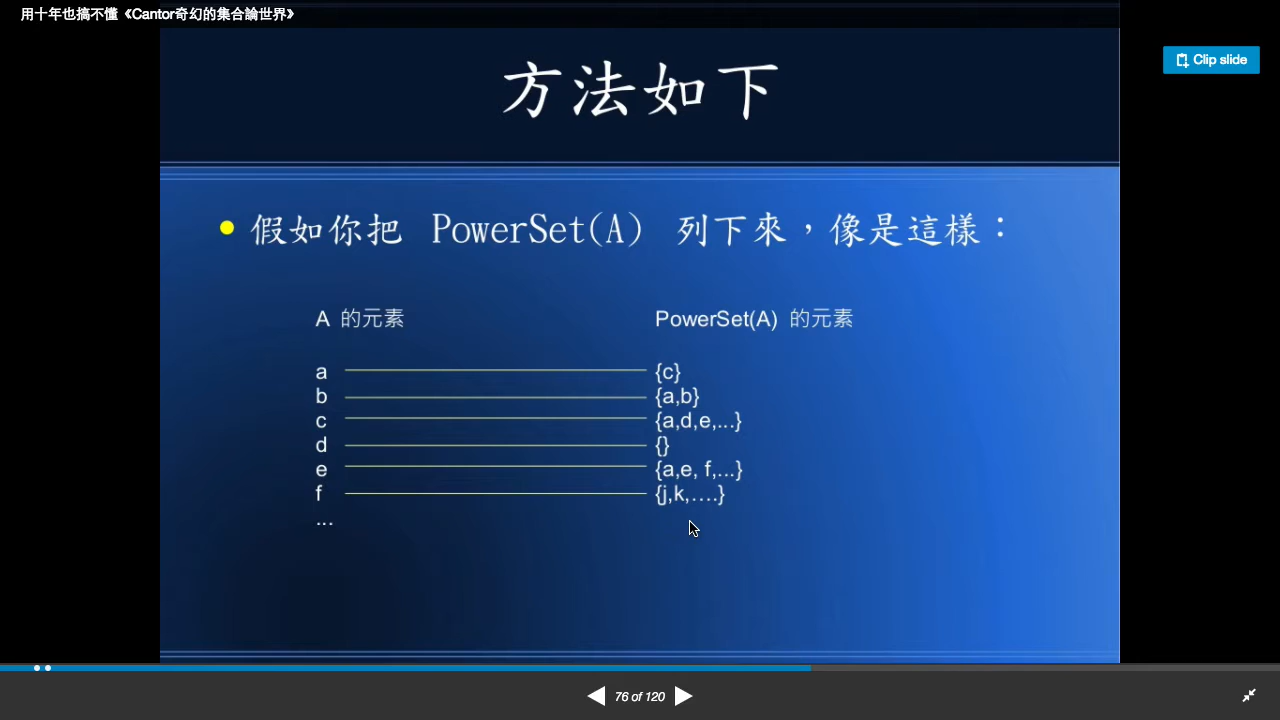 用十年也搞不懂《Cantor奇幻的集合論世界》
Clip slide
方法如下
假如你把 PowerSet(A) 列下來，像是這樣：
A 的元素 PowerSet(A) 的元素
a {c}
b {a,b}
c {a,d,e,...}
d {}
e {a,e, f,...}
f {j,k,....}
...
76 of 120